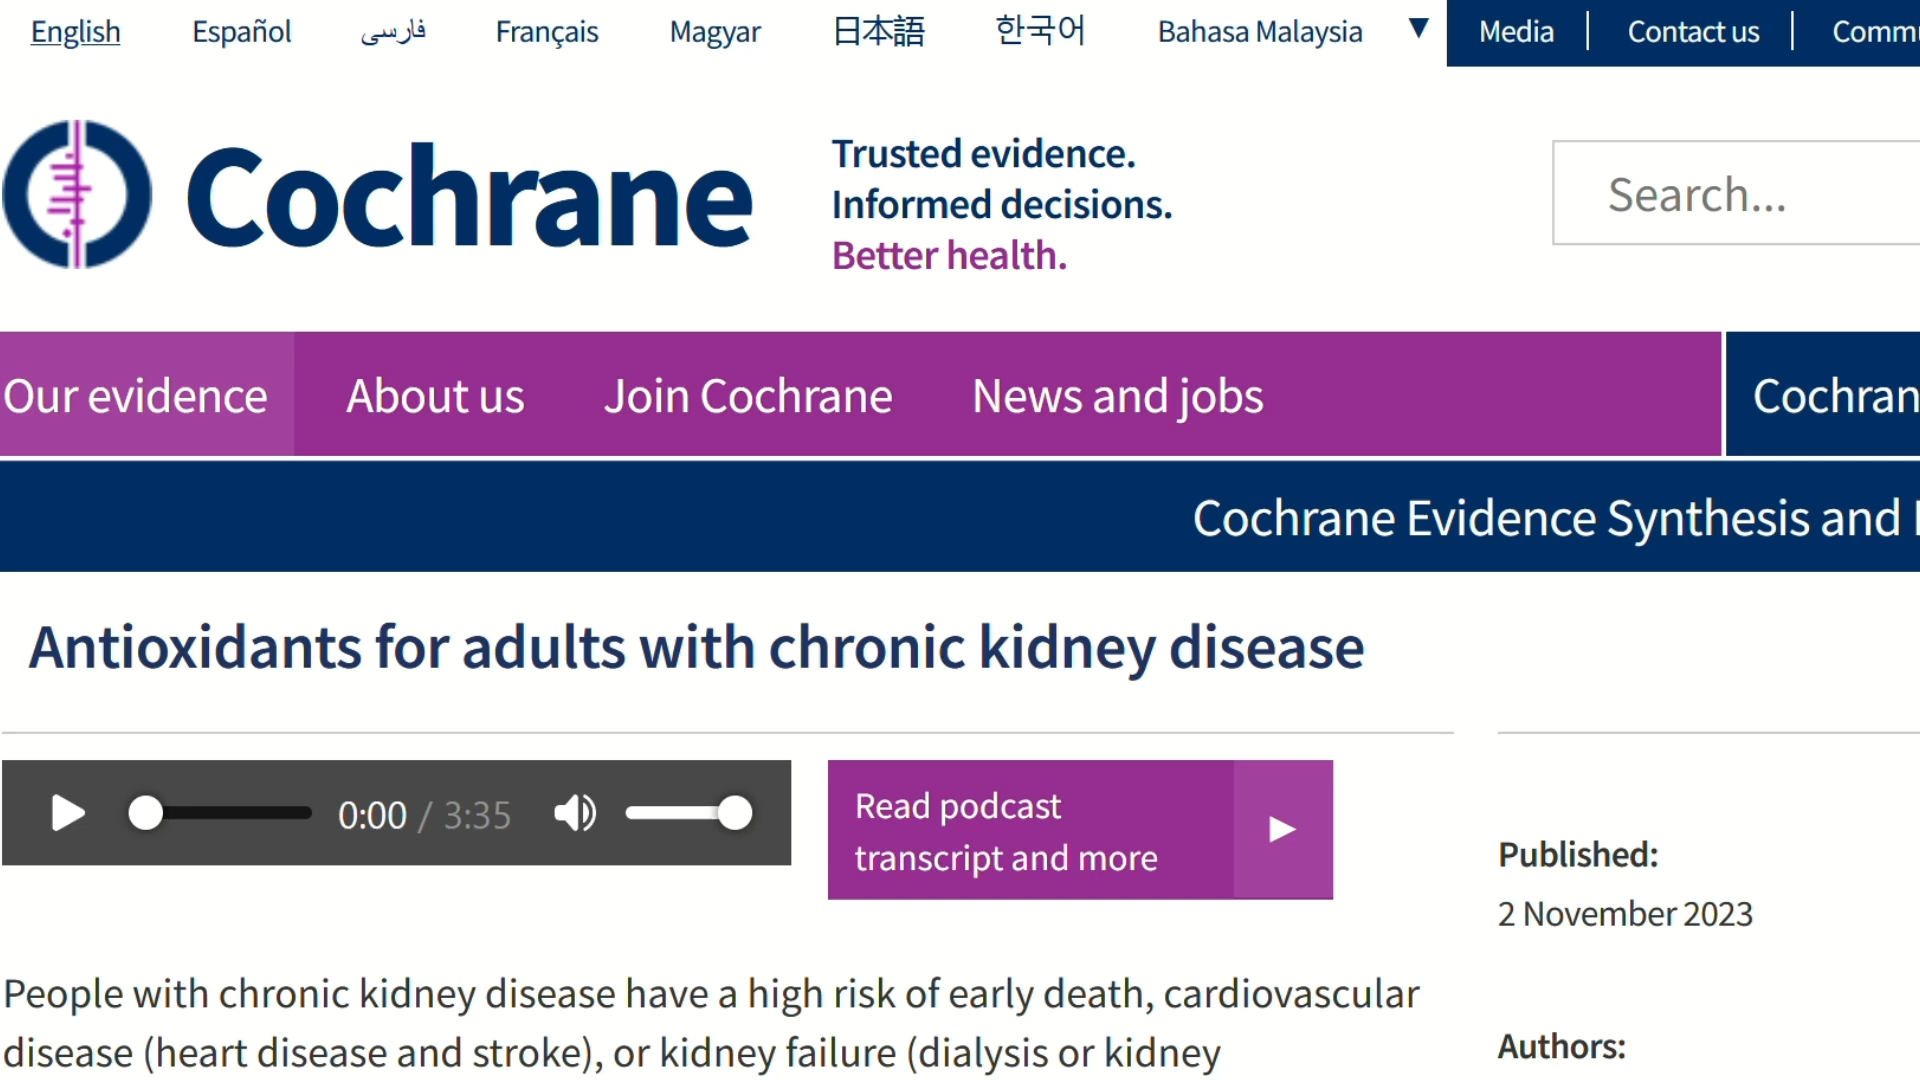 English Español فارسی Français Magyar 日本語 한국어 Bahasa Malaysia ▼ Media Contact us
Cochrane
Trusted evidence.
Informed decisions.
Better health.
Search...
Our evidence About us Join Cochrane News and jobs
Cochrane Evidence Synthesis and
Antioxidants for adults with chronic kidney disease
0:00 / 3:35
Read podcast
transcript and more
Published:
2 November 2023
People with chronic kidney disease have a high risk of early death, cardiovascular
disease (heart disease and stroke), or kidney failure (dialysis or kidney
Authors: